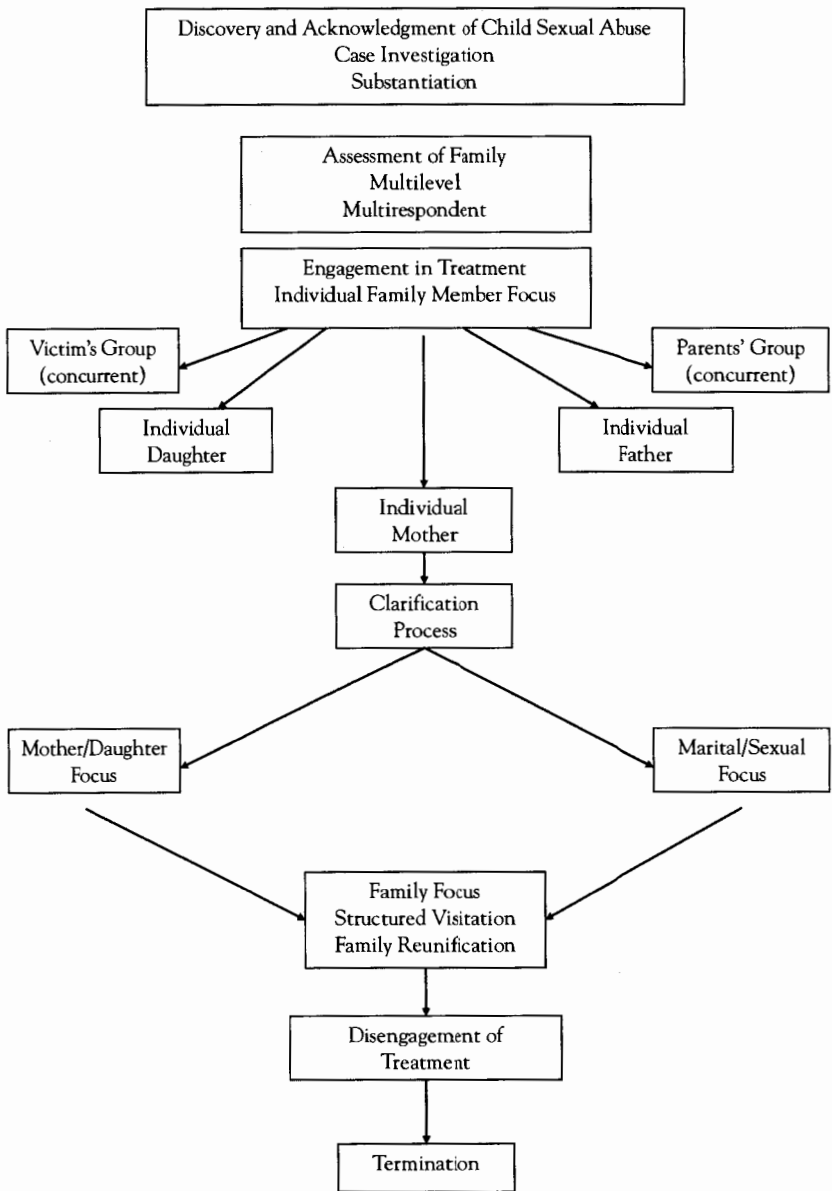 Discovery and Acknowledgment of Child Sexual Abuse
Case Investigation
Substantiation
Assessment of Family
Multilevel
Multirespondent
Engagement in Treatment
Individual Family Member Focus
Victim's Group
(concurrent)
Parents' Group
(concurrent)
Individual
Daughter
Individual
Father
Individual
Mother
Clarification
Process
Mother/Daughter
Focus
Marital/Sexual
Focus
Family Focus
Structured Visitation
Family Reunification
Disengagement of
Treatment
Termination